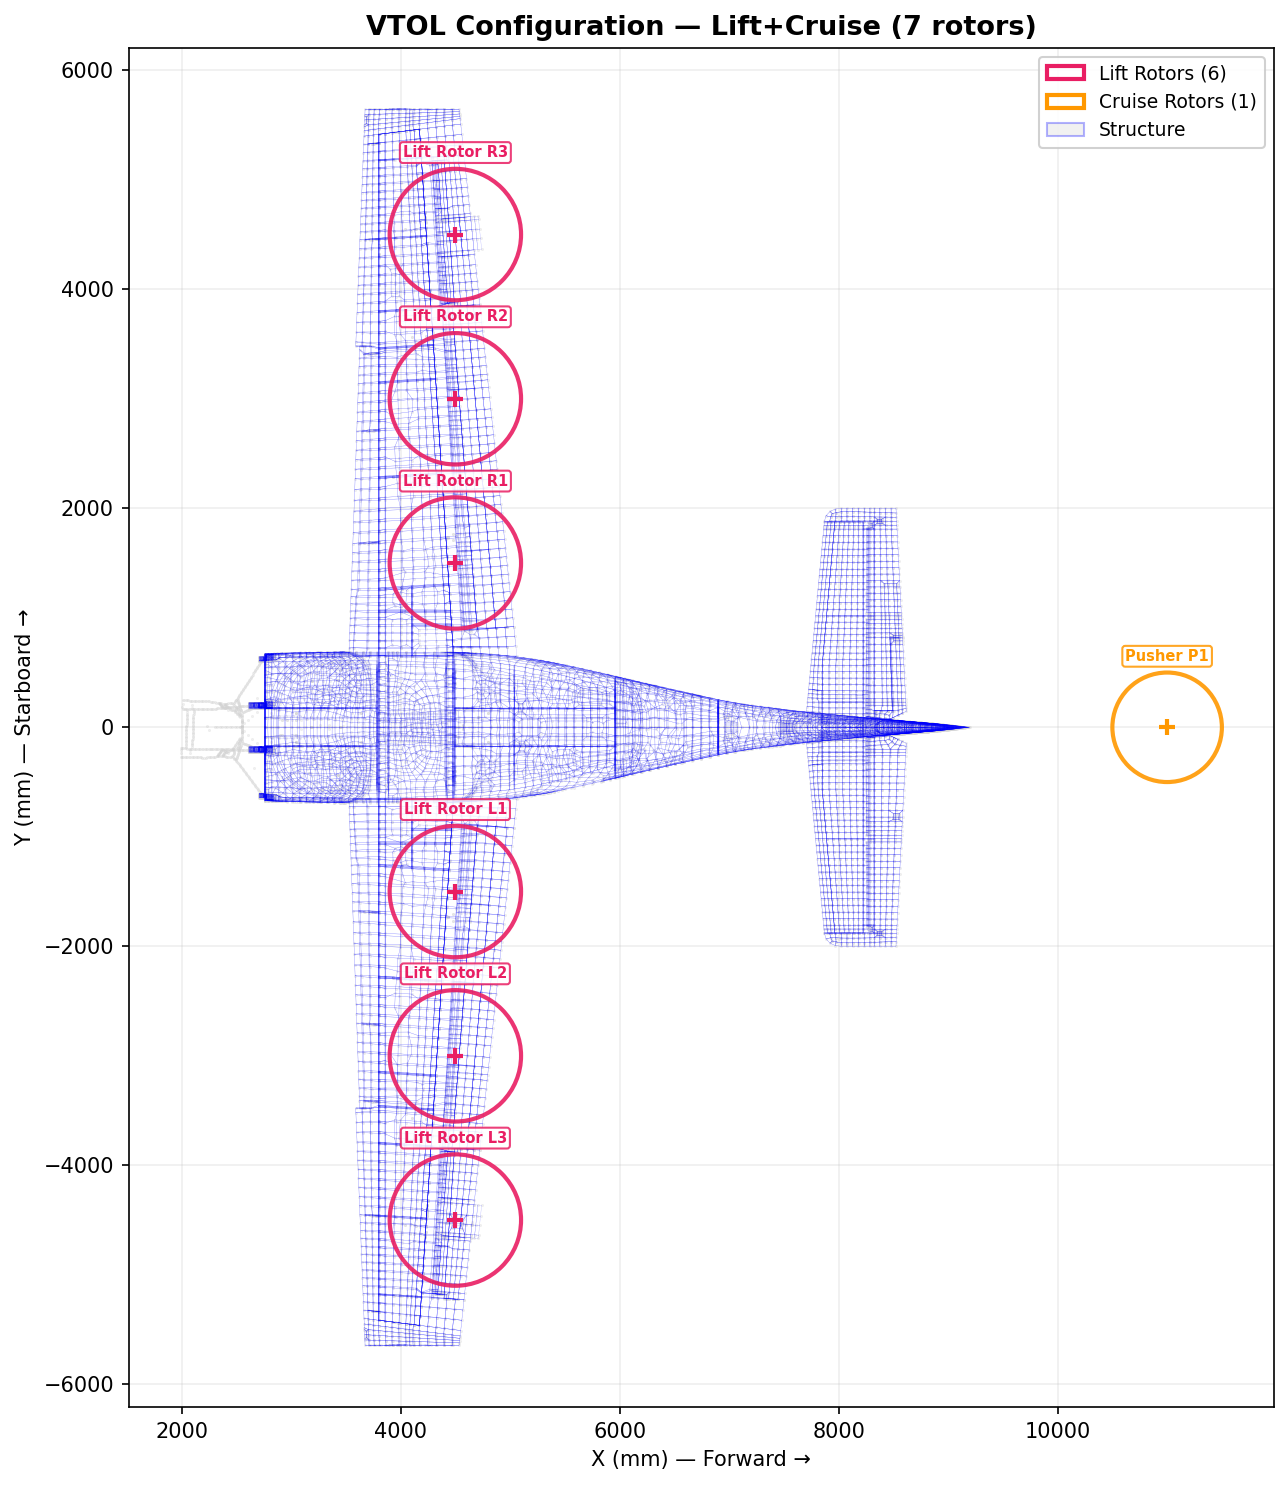 VTOL Configuration — Lift+Cruise (7 rotors)
Lift Rotors (6)
Cruise Rotors (1)
Structure
Lift Rotor R3
Lift Rotor R2
Lift Rotor R1
Pusher P1
Lift Rotor L1
Lift Rotor L2
Lift Rotor L3
6000
4000
2000
0
−2000
−4000
−6000
Y (mm) — Starboard →
2000
4000
6000
8000
10000
X (mm) — Forward →